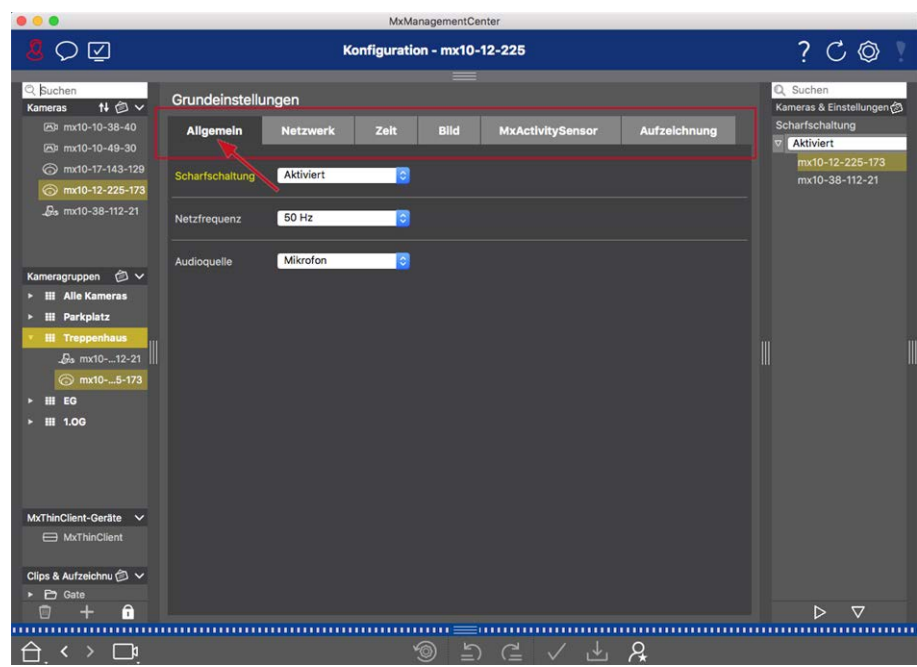 MxManagementCenter
Konfiguration - mx10-12-225
?
Suchen
Kameras
mx10-10-38-40
mx10-10-49-30
mx10-17-143-129
mx10-12-225-173
mx10-38-112-21
Kameragruppen
Alle Kameras
Parkplatz
Treppenhaus
mx10-...12-21
mx10-...5-173
EG
1.OG
MxThinClient-Geräte
MxThinClient
Clips & Aufzeichnu
Gate
Grundeinstellungen
Allgemein Netzwerk Zeit Bild MxActivitySensor Aufzeichnung
Scharfschaltung Aktiviert
Netzfrequenz 50 Hz
Audioquelle Mikrofon
Suchen
Kameras & Einstellungen
Scharfschaltung
Aktiviert
mx10-12-225-173
mx10-38-112-21